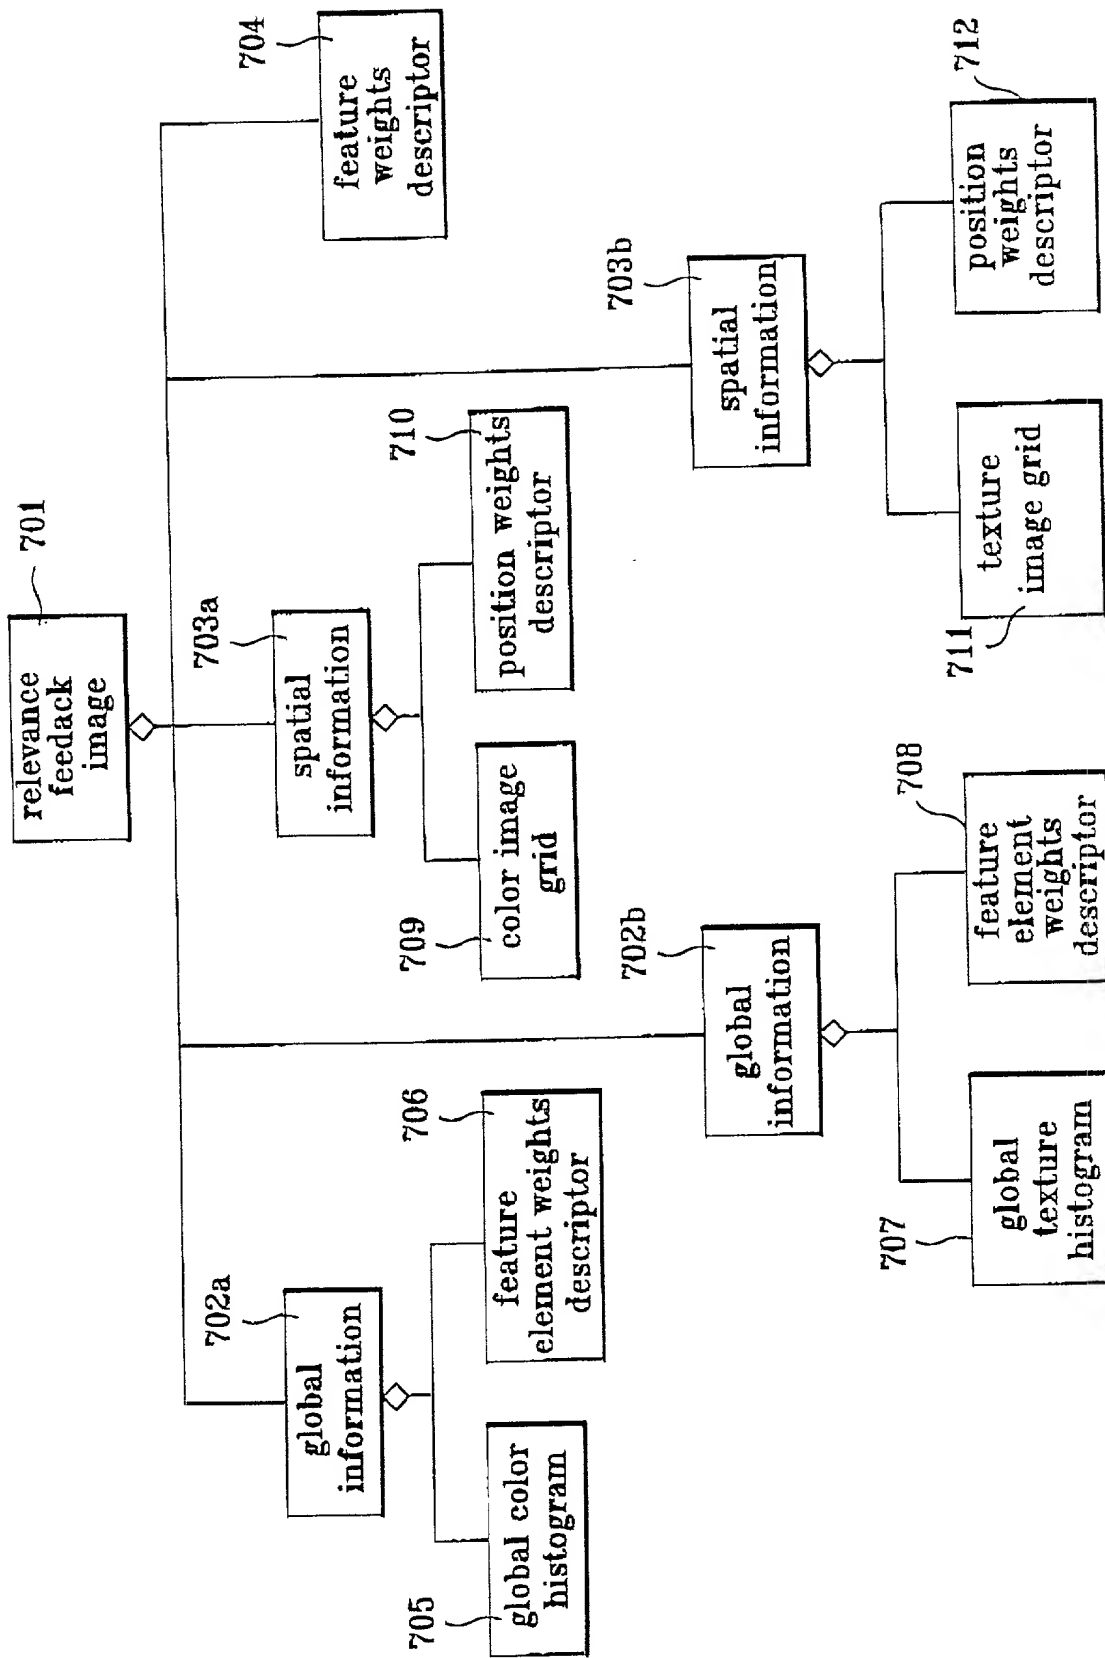 701
relevance
feedack
image
702a
global
information
705
global color
histogram
706
feature
element weights
descriptor
702b
global
information
707
global
texture
histogram
708
feature
element
weights
descriptor
703a
spatial
information
709
color image
grid
710
position weights
descriptor
703b
spatial
information
711
texture
image grid
712
position
weights
descriptor
704
feature
weights
descriptor